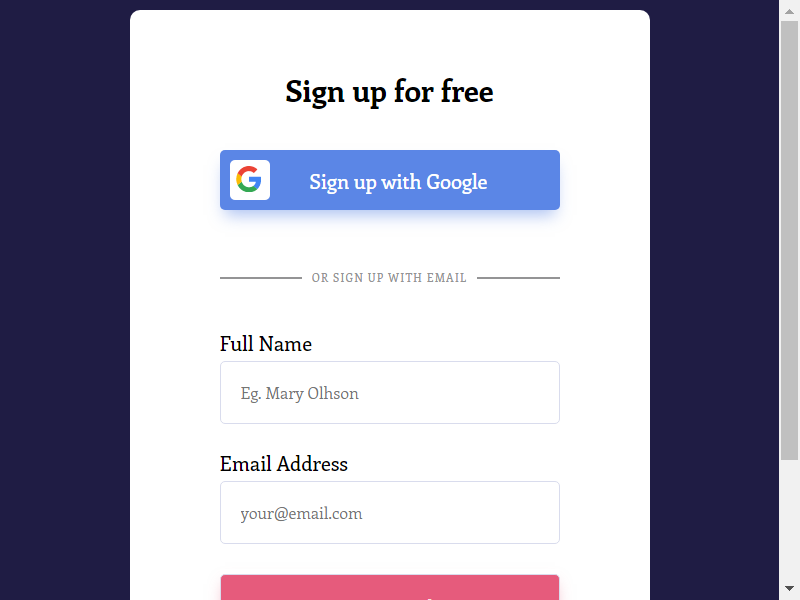 Sign up for free
Sign up with Google
OR SIGN UP WITH EMAIL
Full Name
Eg. Mary Olhson
Email Address
your@email.com